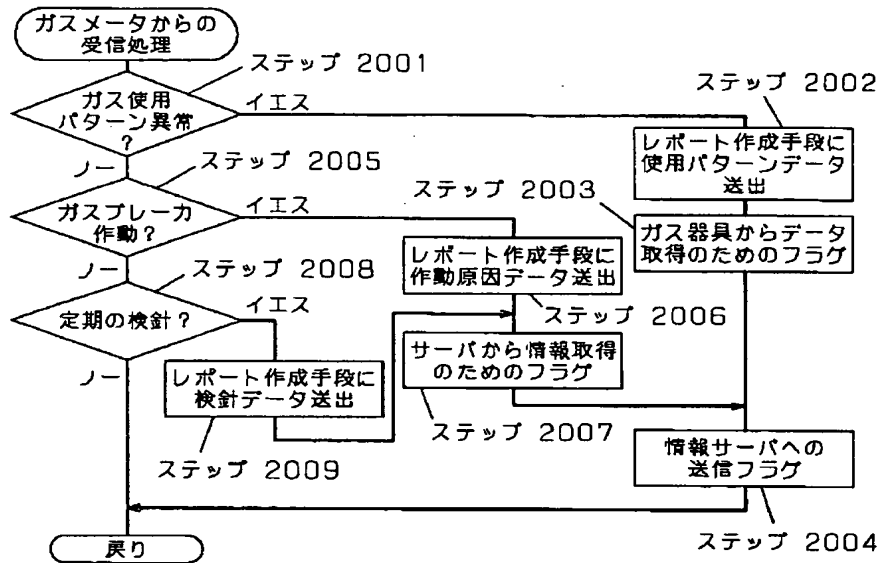 ガスメータからの
受信処理
ステップ 2001
ガス使用
パターン異常
?
イエス
ノー
ステップ 2002
レポート作成手段に
使用パターンデータ
送出
ステップ 2005
ガスブレーカ
作動?
イエス
ノー
ステップ 2003
ガス器具からデータ
取得のためのフラグ
レポート作成手段に
作動原因データ送出
ステップ 2006
ステップ 2008
定期の検針?
イエス
ノー
サーバから情報取得
のためのフラグ
ステップ 2007
レポート作成手段に
検針データ送出
ステップ 2009
情報サーバへの
送信フラグ
ステップ 2004
戻り